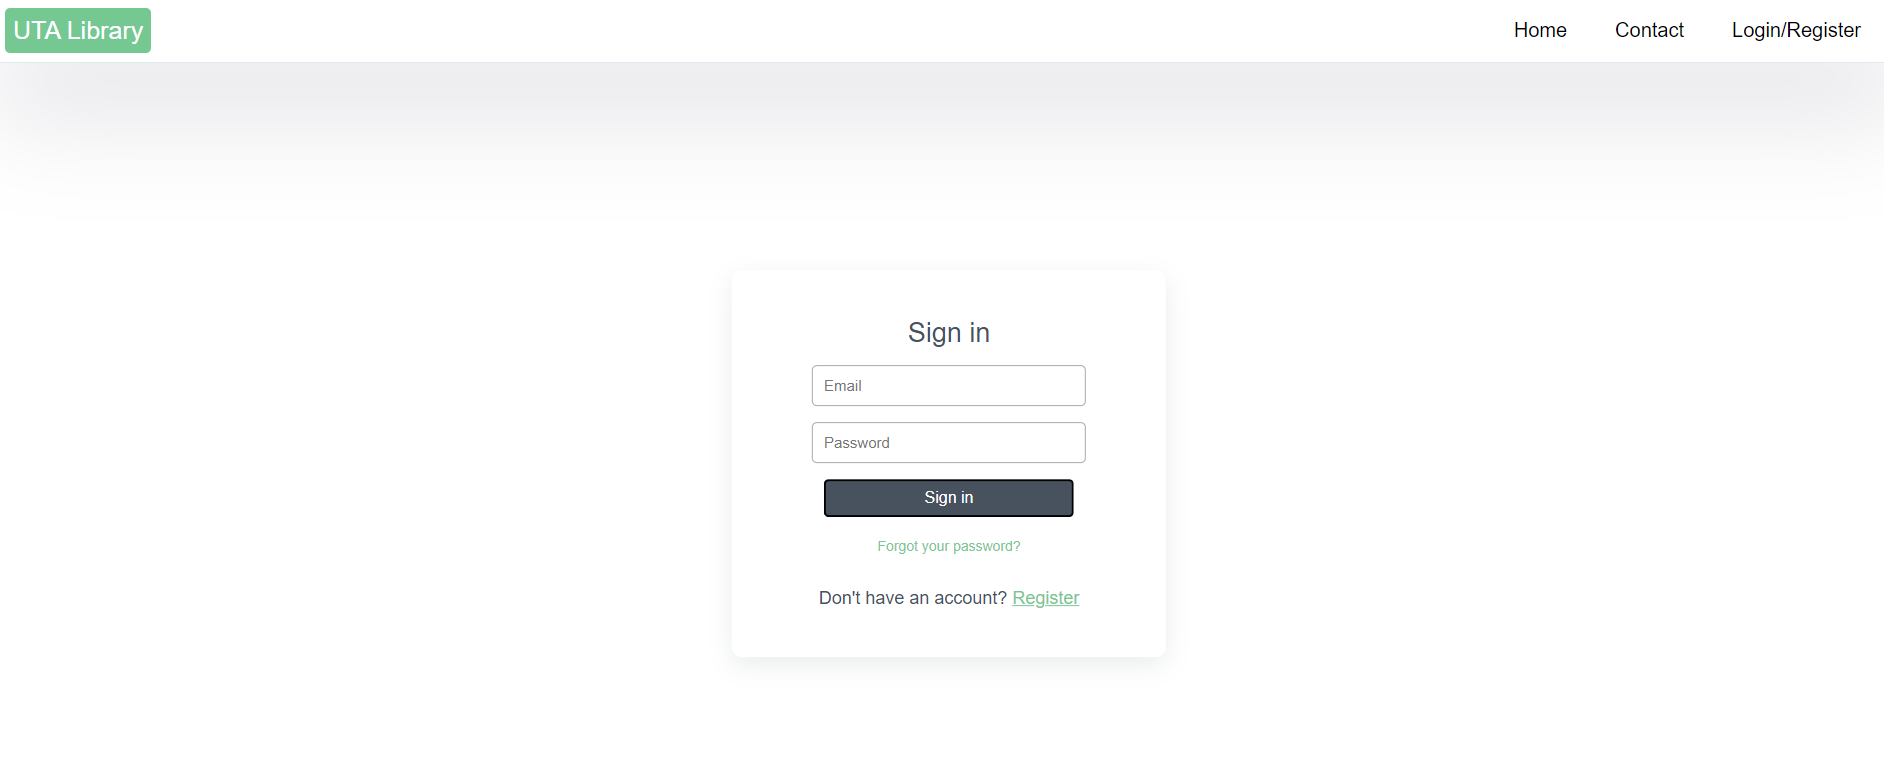 UTA Library
Home Contact Login/Register
Sign in
Email
Password
Sign in
Forgot your password?
Don't have an account? Register